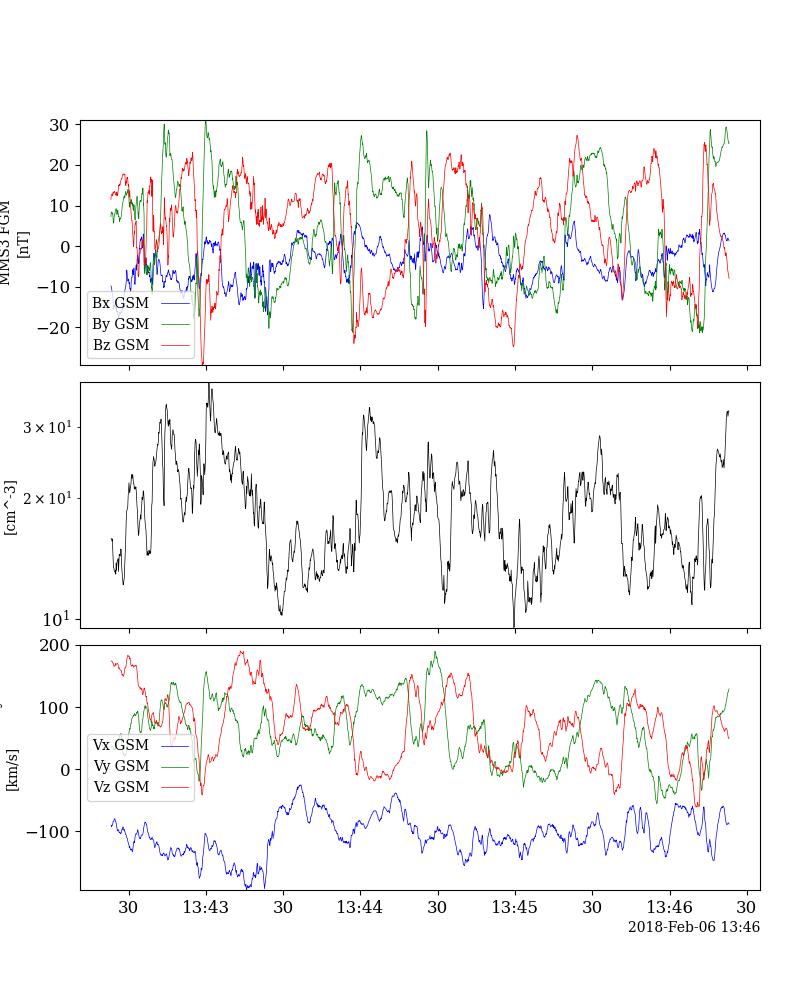 MMS3 FGM
[nT]
30
20
10
0
−10
−20
Bx GSM
By GSM
Bz GSM
[cm^-3]
3 × 10¹
2 × 10¹
10¹
[km/s]
200
100
0
−100
Vx GSM
Vy GSM
Vz GSM
30 13:43 30 13:44 30 13:45 30 13:46 30
2018-Feb-06 13:46